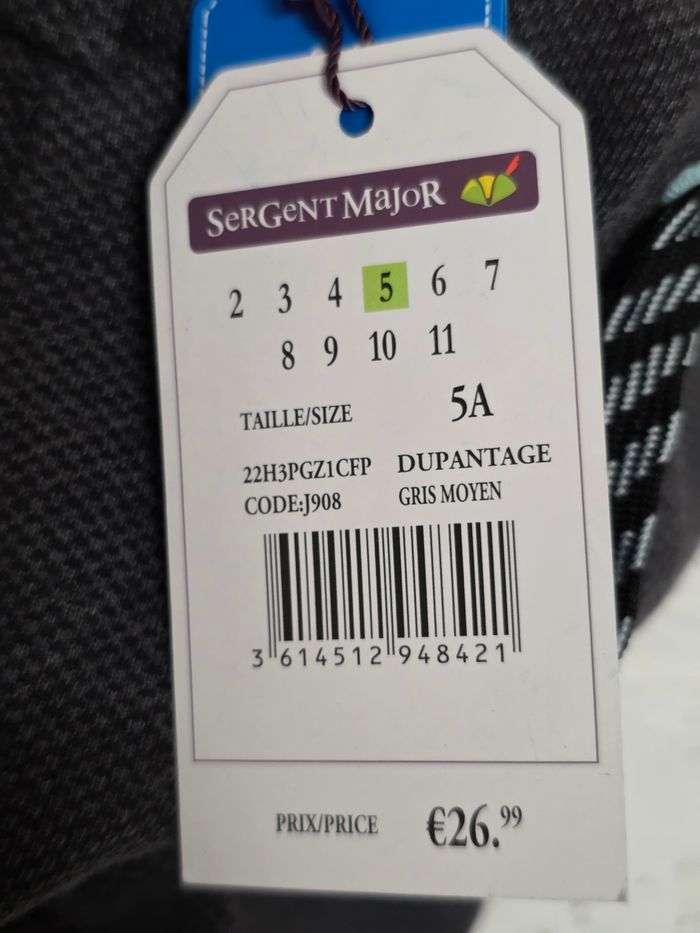 SeRGeNT MajoR
2 3 4 5 6 7
8 9 10 11
TAILLE/SIZE 5A
22H3PGZ1CFP DUPANTAGE
CODE:J908 GRIS MOYEN
3 614512 948421
PRIX/PRICE €26.99